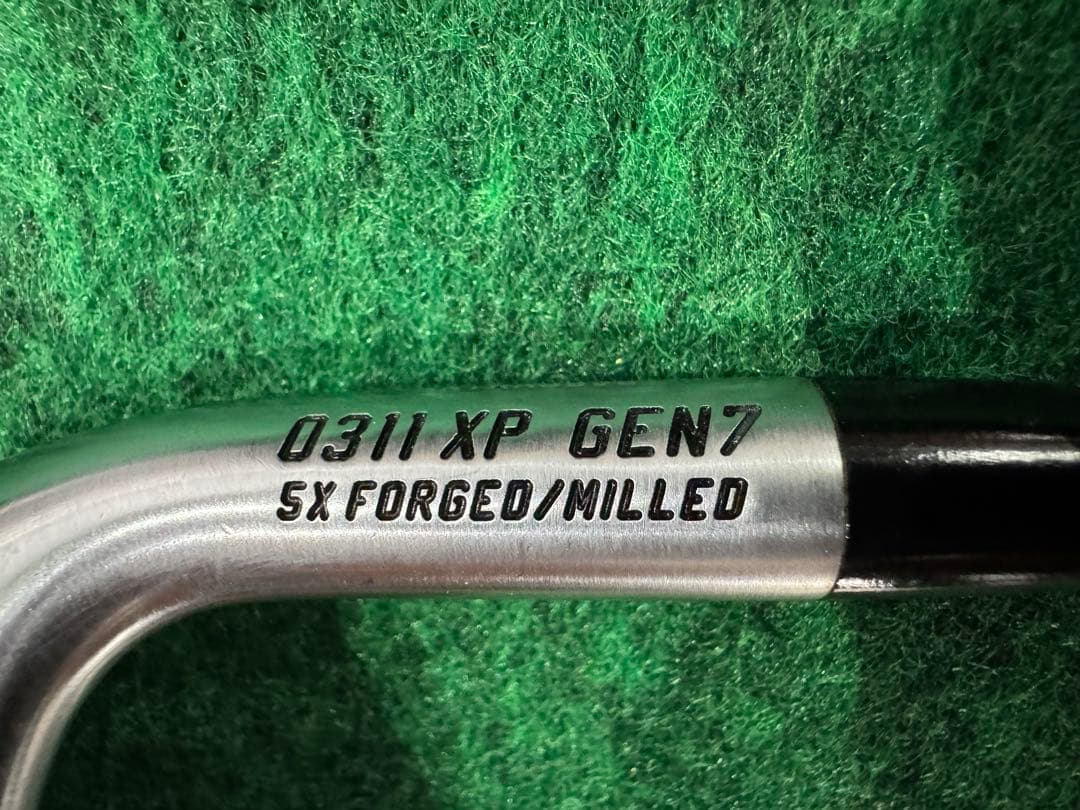 0311 XP GEN7
5X FORGED/MILLED